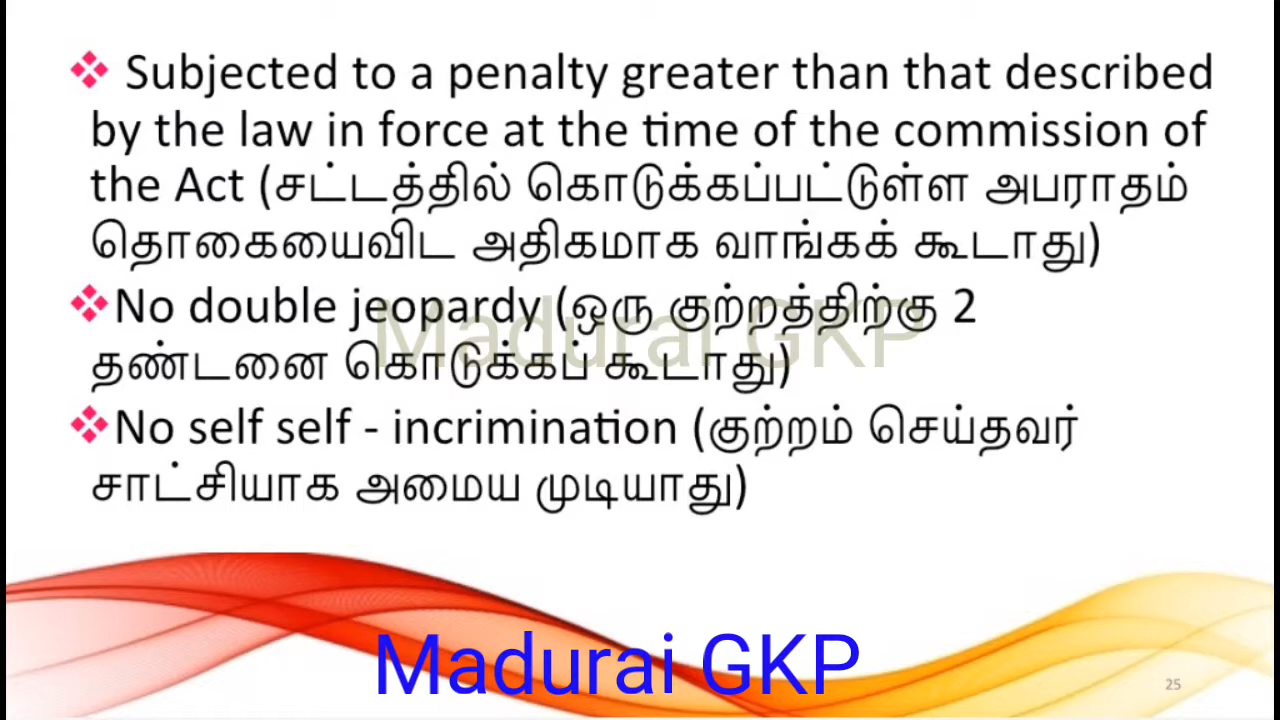 ❖ Subjected to a penalty greater than that described
by the law in force at the time of the commission of
the Act (சட்டத்தில் கொடுக்கப்பட்டுள்ள அபராதம்
தொகையைவிட அதிகமாக வாங்கக் கூடாது)
❖No double jeopardy (ஒரு குற்றத்திற்கு 2
தண்டனை கொடுக்கப் கூடாது)
Madurai GKP
❖No self self - incrimination (குற்றம் செய்தவர்
சாட்சியாக அமைய முடியாது)
Madurai GKP
25